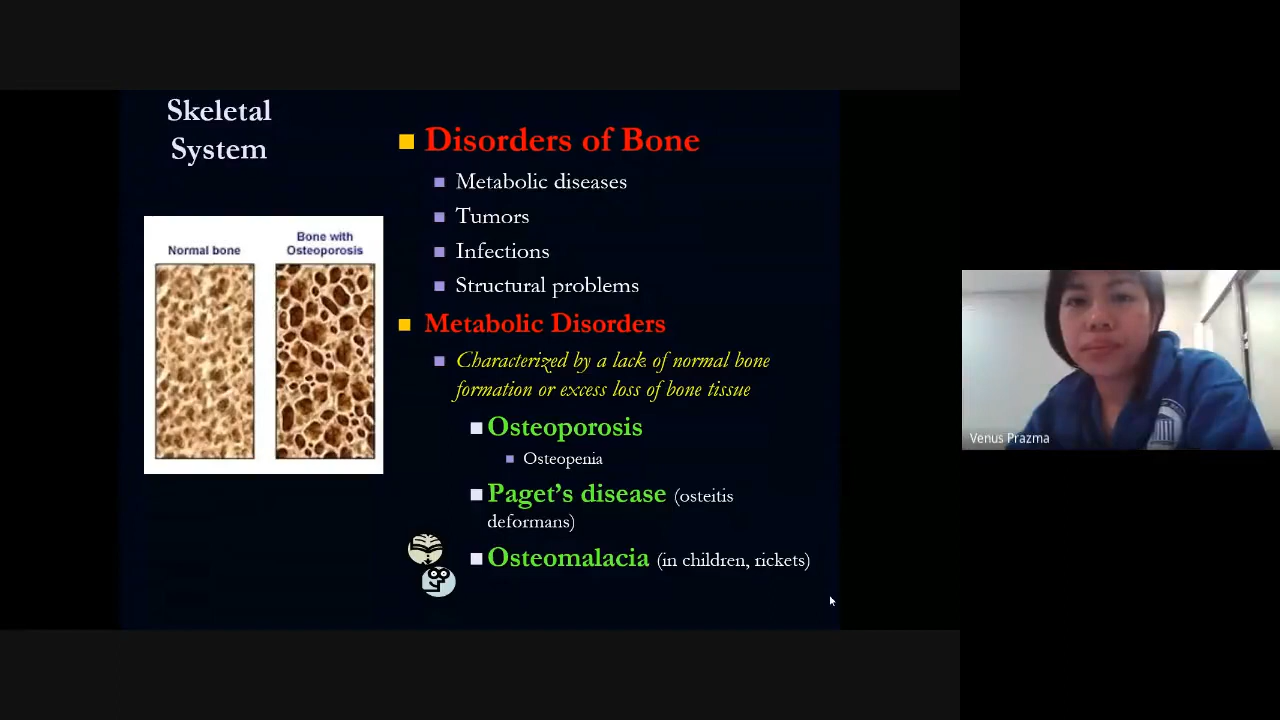 Skeletal
System
Normal bone
Bone with
Osteoporosis
Disorders of Bone
Metabolic diseases
Tumors
Infections
Structural problems
Metabolic Disorders
Characterized by a lack of normal bone
formation or excess loss of bone tissue
Osteoporosis
Osteopenia
Paget’s disease (osteitis
deformans)
Osteomalacia (in children, rickets)
Venus Prazma